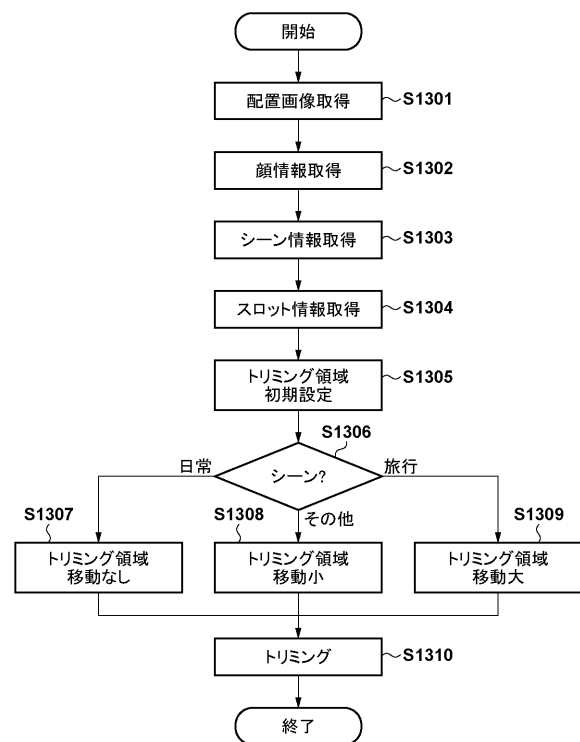 開始
配置画像取得 S1301
顔情報取得 S1302
シーン情報取得 S1303
スロット情報取得 S1304
トリミング領域
初期設定
S1305
S1306
シーン?
日常
その他
旅行
S1307
トリミング領域
移動なし
S1308
トリミング領域
移動小
S1309
トリミング領域
移動大
トリミング S1310
終了